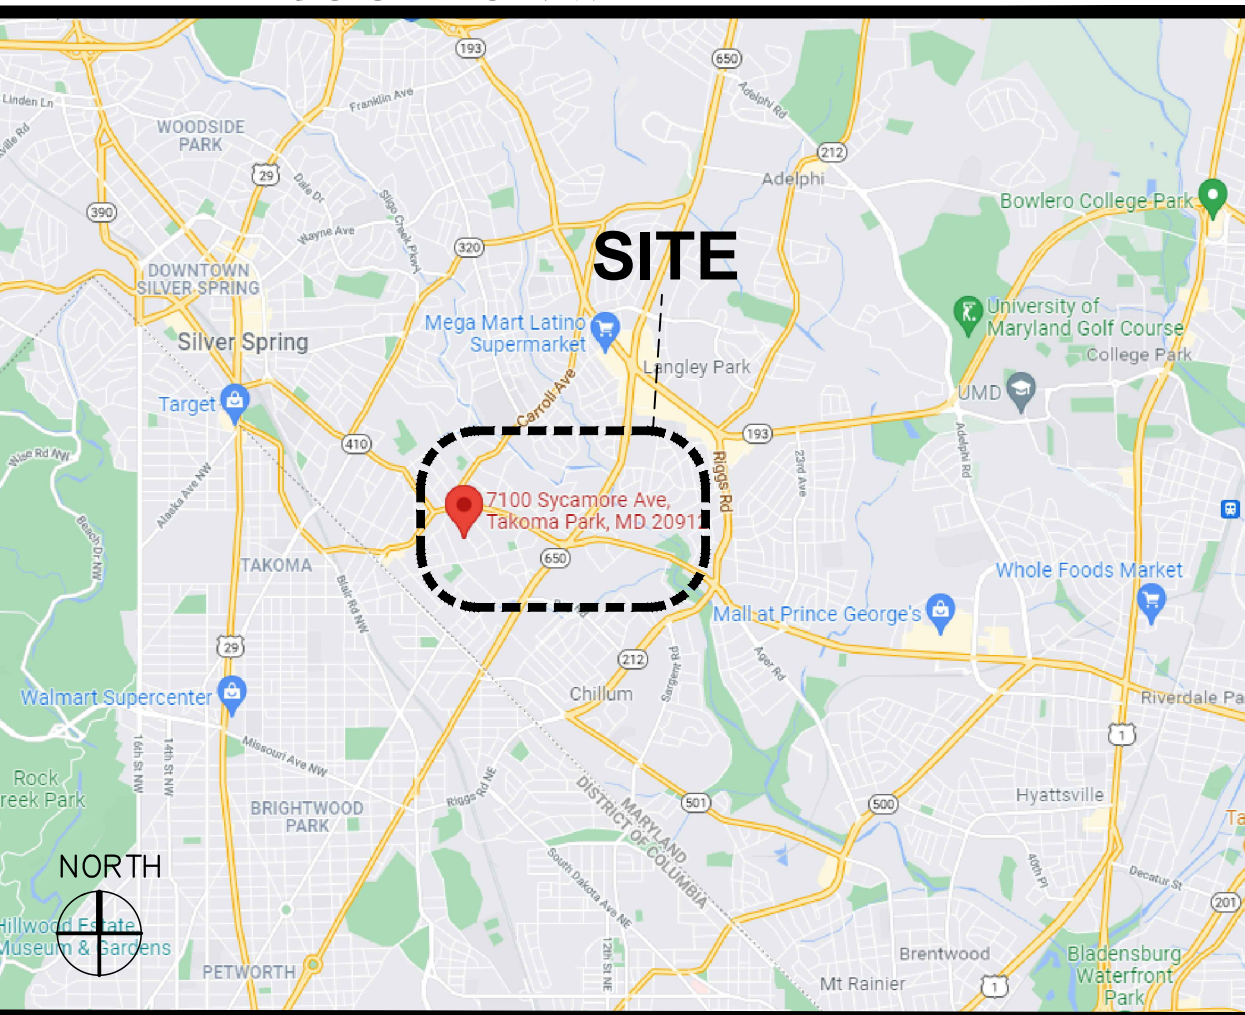 193
650
Linden Ln
Franklin Ave
Adelphi Rd
WOODSIDE
PARK
212
29
Dale Dr
Adelphi
Sligo Creek Pkwy
390
Bowlero College Park
Wayne Ave
320
SITE
DOWNTOWN
SILVER SPRING
University of
Maryland Golf Course
Mega Mart Latino
Supermarket
Silver Spring
College Park
Langley Park
Carroll Ave
UMD
Target
410
193
Adelphi Rd
Wise Rd NW
Riggs Rd
23rd Ave
Alaska Ave NW
7100 Sycamore Ave,
Takoma Park, MD 20912
Beach Dr NW
650
TAKOMA
Whole Foods Market
Blair Rd NW
Mall at Prince George's
29
212
Ager Rd
Sargent Rd
Chillum
Walmart Supercenter
Riverdale Pa
1
16th St NW
14th St NW
Missouri Ave NW
Rock
reek Park
Riggs Rd NE
MARYLAND
DISTRICT OF COLUMBIA
501
500
Hyattsville
BRIGHTWOOD
PARK
Ta
NORTH
South Dakota Ave NE
40th Pl
Decatur St
201
Hillwood Estate,
Museum & Gardens
12th St NE
Brentwood
Bladensburg
Waterfront
Park
PETWORTH
Mt Rainier
1